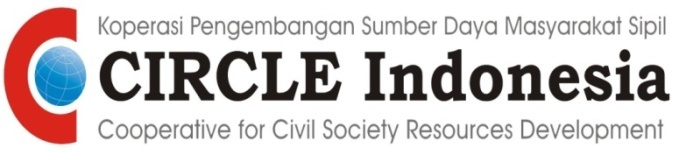 Koperasi Pengembangan Sumber Daya Masyarakat Sipil
CIRCLE Indonesia
Cooperative for Civil Society Resources Development